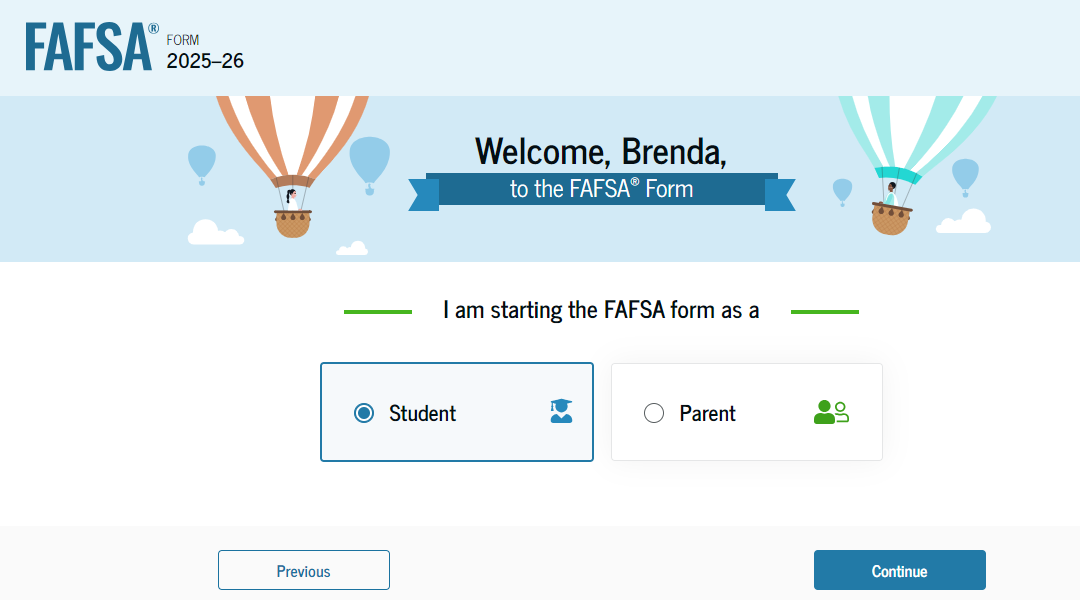 FAFSA®
FORM
2025–26
Welcome, Brenda,
to the FAFSA® Form
I am starting the FAFSA form as a
Student
Parent
Previous
Continue